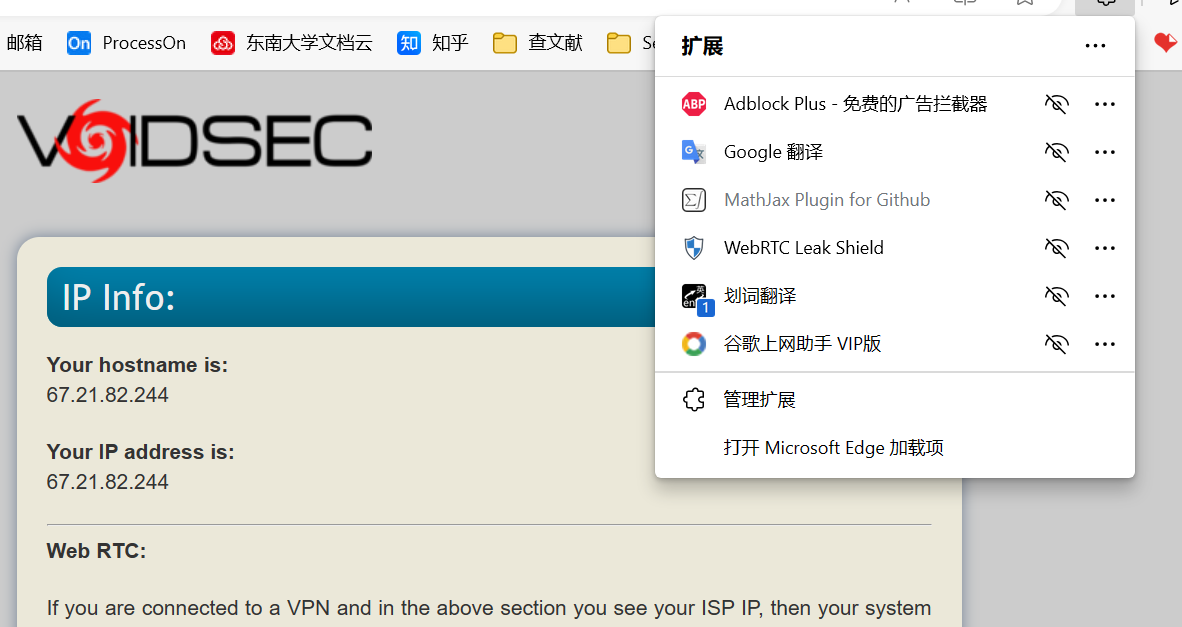 邮箱 On ProcessOn 东南大学文档云 知 知乎 查文献 Se
扩展
VOIDSEC
ABP Adblock Plus - 免费的广告拦截器
Google 翻译
MathJax Plugin for Github
WebRTC Leak Shield
英 en 1 划词翻译
谷歌上网助手 VIP版
管理扩展
打开 Microsoft Edge 加载项
IP Info:
Your hostname is:
67.21.82.244
Your IP address is:
67.21.82.244
Web RTC:
If you are connected to a VPN and in the above section you see your ISP IP, then your system